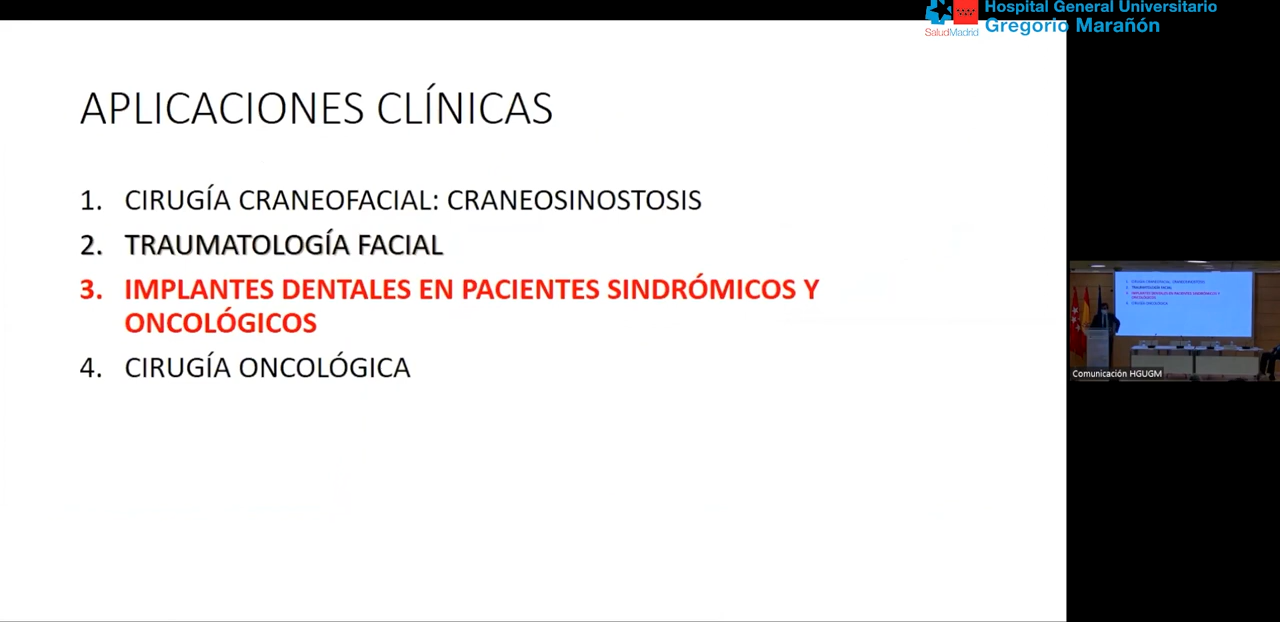 Hospital General Universitario
Gregorio Marañón
SaludMadrid
APLICACIONES CLÍNICAS
1. CIRUGÍA CRANEOFACIAL: CRANEOSINOSTOSIS
2. TRAUMATOLOGÍA FACIAL
3. IMPLANTES DENTALES EN PACIENTES SINDRÓMICOS Y
ONCOLÓGICOS
4. CIRUGÍA ONCOLÓGICA
Comunicación HGUGM